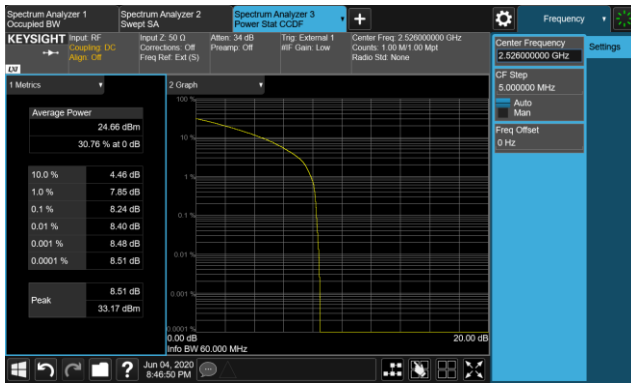 Spectrum Analyzer 1
Occupied BW
Spectrum Analyzer 2
Swept SA
Spectrum Analyzer 3
Power Stat CCDF
Frequency
KEYSIGHT
Input: RF
Coupling: DC
Align: Off
Input Z: 50 Ω
Corrections: Off
Freq Ref: Ext (S)
Atten: 34 dB
Preamp: Off
Trig: External 1
#IF Gain: Low
Center Freq: 2.526000000 GHz
Counts: 1.00 M/1.00 Mpt
Radio Std: None
LXI
Center Frequency
2.526000000 GHz
Settings
CF Step
5.000000 MHz
Auto
Man
Freq Offset
0 Hz
1 Metrics
Average Power
24.66 dBm
30.76 % at 0 dB
10.0 % 4.46 dB
1.0 % 7.85 dB
0.1 % 8.24 dB
0.01 % 8.40 dB
0.001 % 8.48 dB
0.0001 % 8.51 dB
Peak
8.51 dB
33.17 dBm
2 Graph
100 %
10 %
1 %
0.1 %
0.01 %
0.001 %
0.0001 %
0.00 dB
20.00 dB
Info BW 60.000 MHz
?
Jun 04, 2020
8:46:50 PM